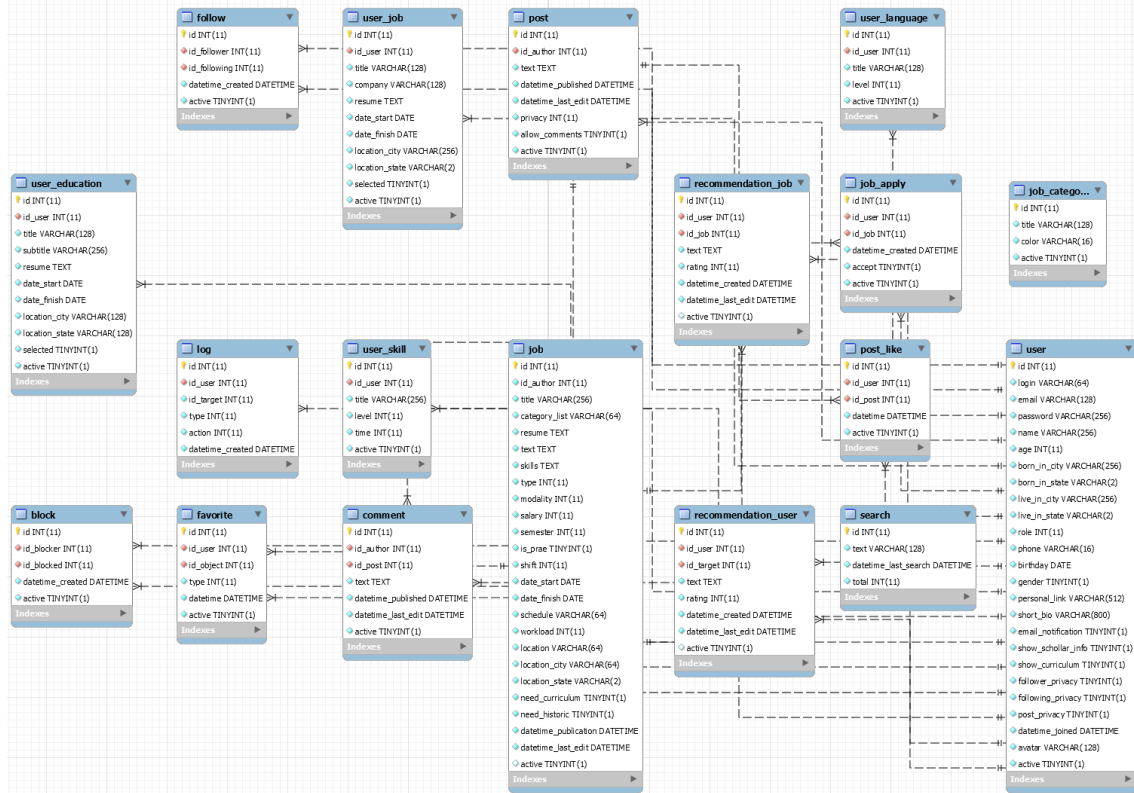 follow
id INT(11)
id_follower INT(11)
id_following INT(11)
datetime_created DATETIME
active TINYINT(1)
Indexes
user_job
id INT(11)
id_user INT(11)
title VARCHAR(128)
company VARCHAR(128)
resume TEXT
date_start DATE
date_finish DATE
location_city VARCHAR(256)
location_state VARCHAR(2)
selected TINYINT(1)
active TINYINT(1)
Indexes
post
id INT(11)
id_author INT(11)
text TEXT
datetime_published DATETIME
datetime_last_edit DATETIME
privacy INT(11)
allow_comments TINYINT(1)
active TINYINT(1)
Indexes
user_language
id INT(11)
id_user INT(11)
title VARCHAR(128)
level INT(11)
active TINYINT(1)
Indexes
user_education
id INT(11)
id_user INT(11)
title VARCHAR(128)
subtitle VARCHAR(256)
resume TEXT
date_start DATE
date_finish DATE
location_city VARCHAR(128)
location_state VARCHAR(128)
selected TINYINT(1)
active TINYINT(1)
Indexes
recommendation_job
id INT(11)
id_user INT(11)
id_job INT(11)
text TEXT
rating INT(11)
datetime_created DATETIME
datetime_last_edit DATETIME
active TINYINT(1)
Indexes
job_apply
id INT(11)
id_user INT(11)
id_job INT(11)
datetime_created DATETIME
accept TINYINT(1)
active TINYINT(1)
Indexes
job_catego...
id INT(11)
title VARCHAR(128)
color VARCHAR(16)
active TINYINT(1)
Indexes
log
id INT(11)
id_user INT(11)
id_target INT(11)
type INT(11)
action INT(11)
datetime_created DATETIME
Indexes
user_skill
id INT(11)
id_user INT(11)
title VARCHAR(256)
level INT(11)
time INT(11)
active TINYINT(1)
Indexes
job
id INT(11)
id_author INT(11)
title VARCHAR(256)
category_list VARCHAR(64)
resume TEXT
text TEXT
skills TEXT
type INT(11)
modality INT(11)
salary INT(11)
semester INT(11)
is_prae TINYINT(1)
shift INT(11)
date_start DATE
date_finish DATE
schedule VARCHAR(64)
workload INT(11)
location VARCHAR(64)
location_city VARCHAR(64)
location_state VARCHAR(2)
need_curriculum TINYINT(1)
need_historic TINYINT(1)
datetime_publication DATETIME
datetime_last_edit DATETIME
active TINYINT(1)
Indexes
post_like
id INT(11)
id_user INT(11)
id_post INT(11)
datetime DATETIME
active TINYINT(1)
Indexes
user
id INT(11)
login VARCHAR(64)
email VARCHAR(128)
password VARCHAR(256)
name VARCHAR(256)
age INT(11)
born_in_city VARCHAR(256)
born_in_state VARCHAR(2)
live_in_city VARCHAR(256)
live_in_state VARCHAR(2)
role INT(11)
phone VARCHAR(16)
birthday DATE
gender TINYINT(1)
personal_link VARCHAR(512)
short_bio VARCHAR(800)
email_notification TINYINT(1)
show_schollar_info TINYINT(1)
show_curriculum TINYINT(1)
follower_privacy TINYINT(1)
following_privacy TINYINT(1)
post_privacy TINYINT(1)
datetime_joined DATETIME
avatar VARCHAR(128)
active TINYINT(1)
Indexes
block
id INT(11)
id_blocker INT(11)
id_blocked INT(11)
datetime_created DATETIME
active TINYINT(1)
Indexes
favorite
id INT(11)
id_user INT(11)
id_object INT(11)
type INT(11)
datetime DATETIME
active TINYINT(1)
Indexes
comment
id INT(11)
id_author INT(11)
id_post INT(11)
text TEXT
datetime_published DATETIME
datetime_last_edit DATETIME
active TINYINT(1)
Indexes
recommendation_user
id INT(11)
id_user INT(11)
id_target INT(11)
text TEXT
rating INT(11)
datetime_created DATETIME
datetime_last_edit DATETIME
active TINYINT(1)
Indexes
search
id INT(11)
text VARCHAR(128)
datetime_last_search DATETIME
total INT(11)
Indexes